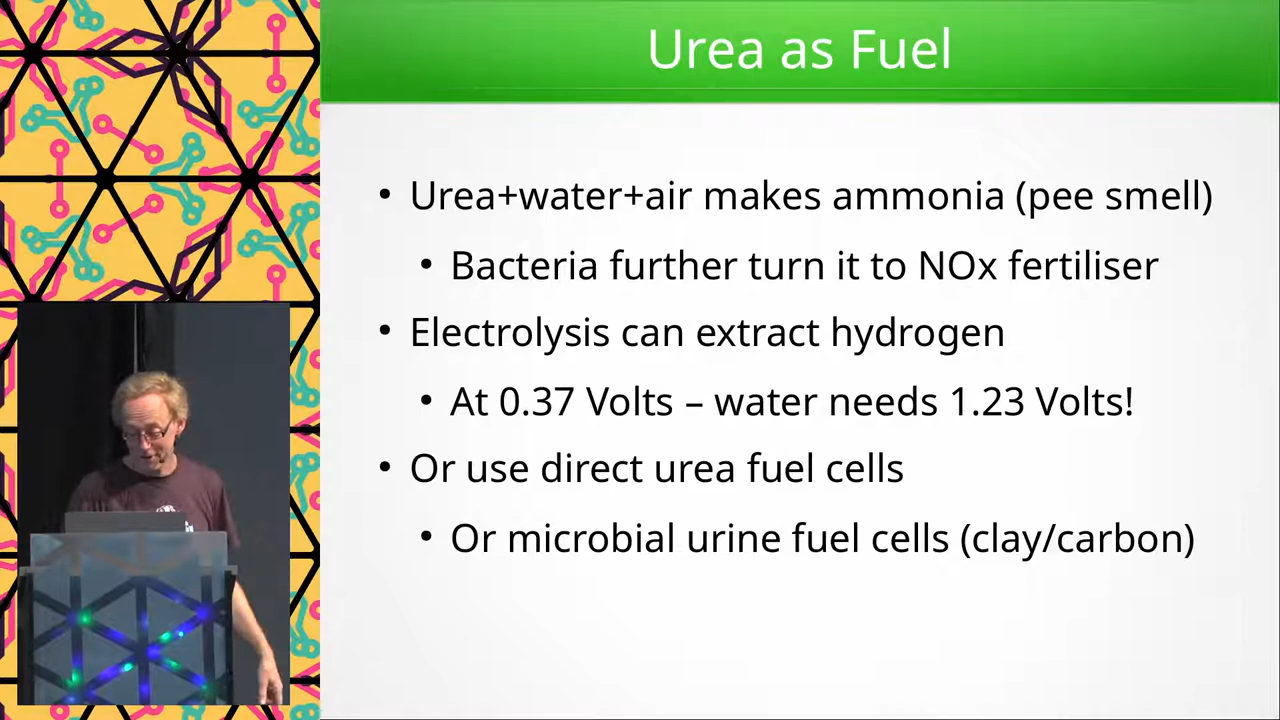 Urea as Fuel
• Urea+water+air makes ammonia (pee smell)
• Bacteria further turn it to NOx fertiliser
• Electrolysis can extract hydrogen
• At 0.37 Volts – water needs 1.23 Volts!
• Or use direct urea fuel cells
• Or microbial urine fuel cells (clay/carbon)